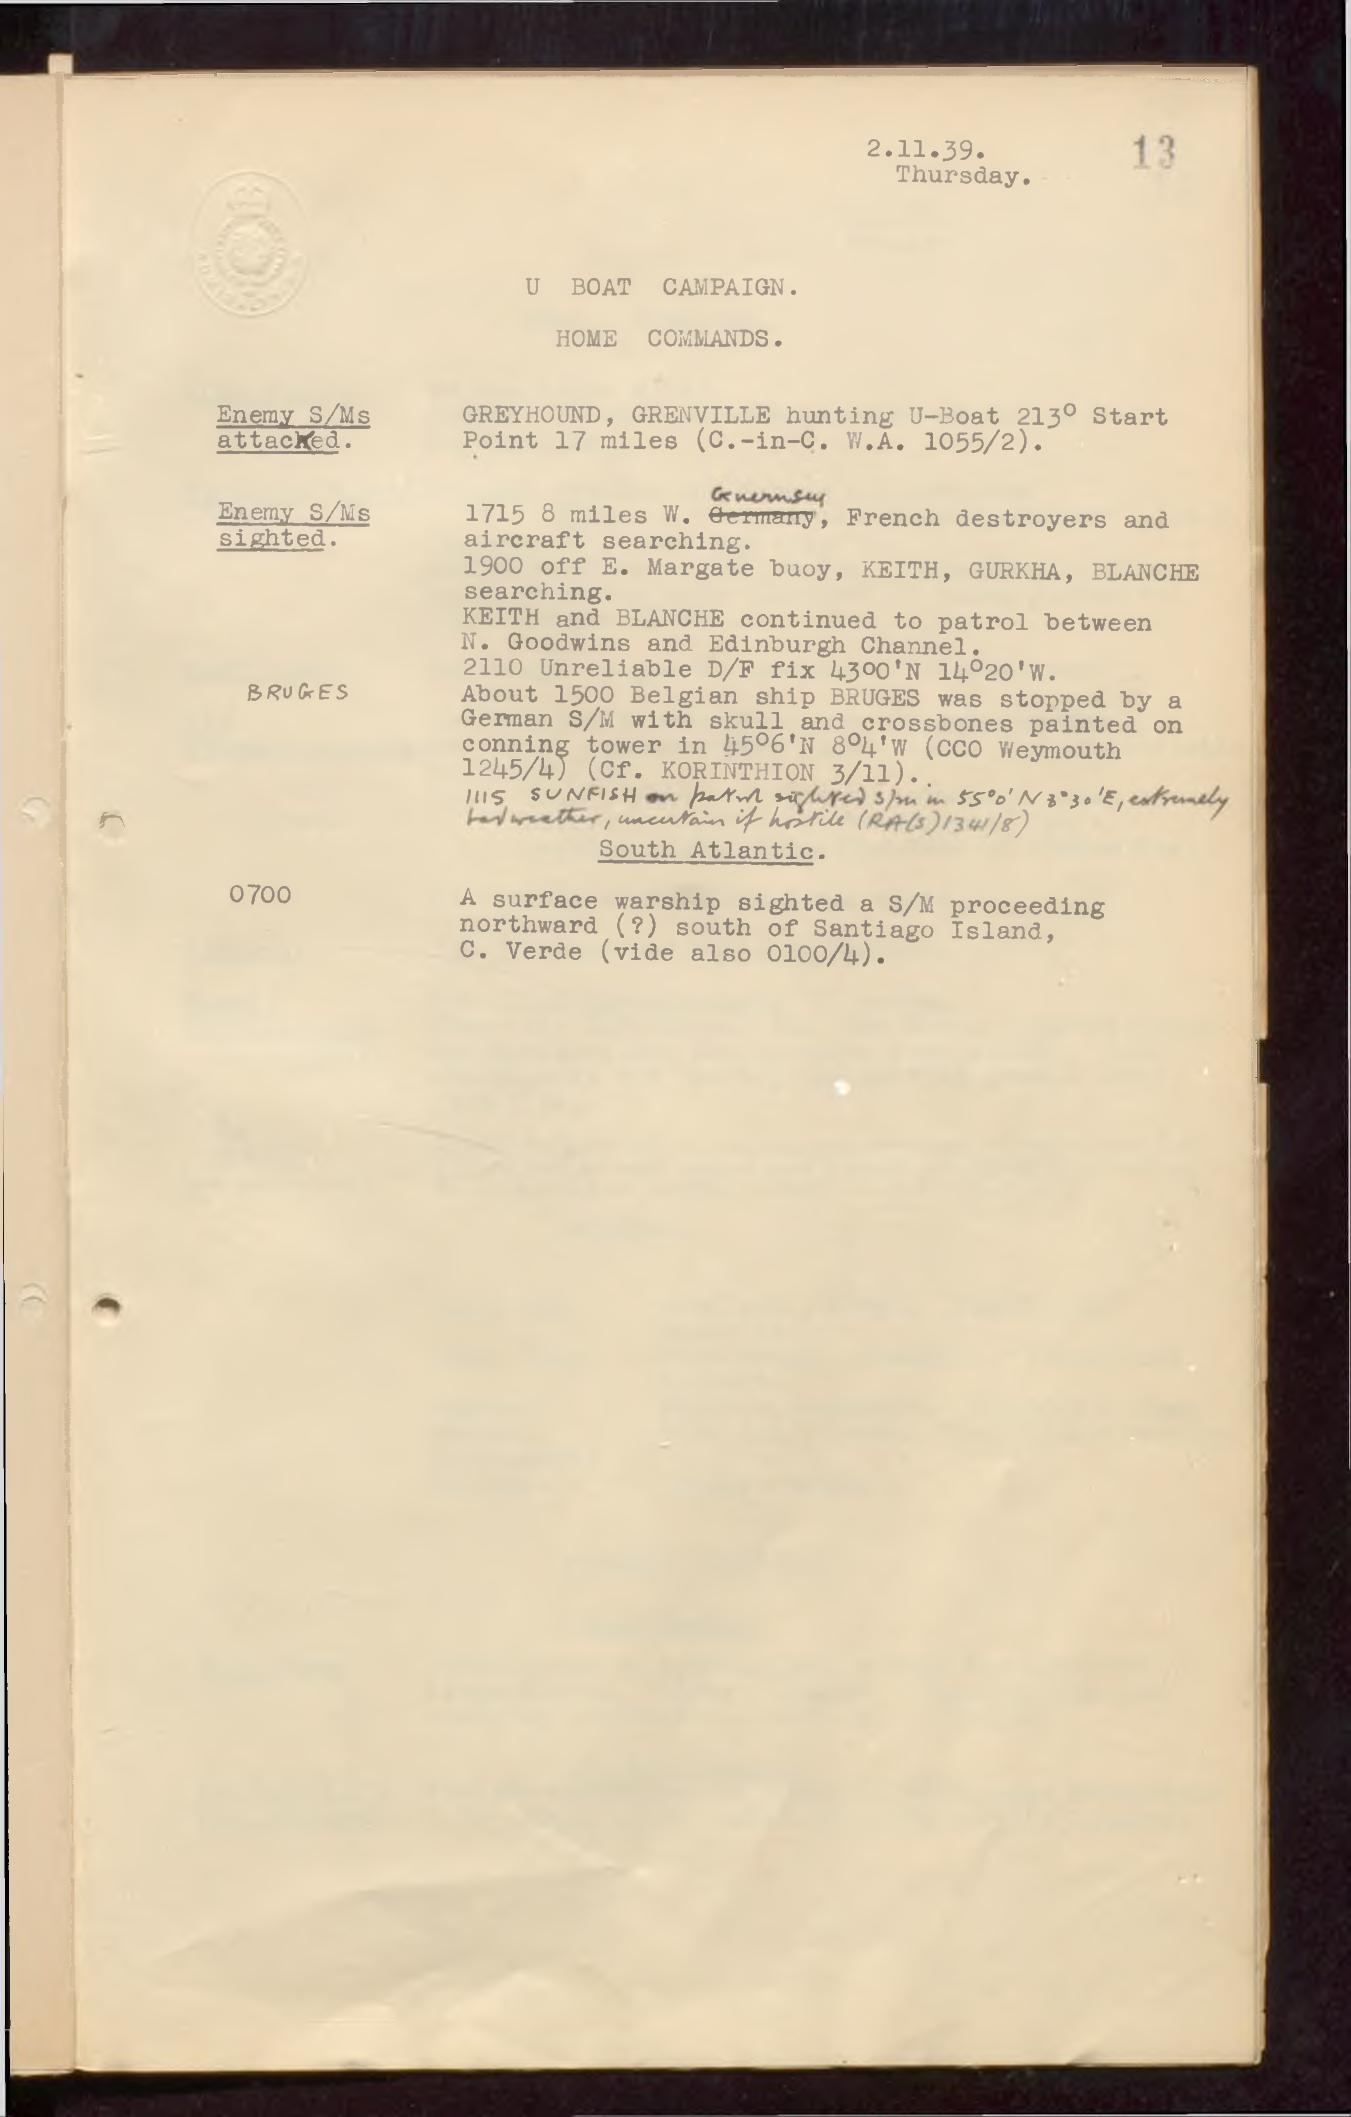 2.11.39.
13
Thursday.
U BOAT CAMPAIGN.
HOME COMMANDS.
Enemy S/Ms
attacked.
GREYHOUND, GRENVILLE hunting U-Boat 213° Start
Point 17 miles (C.-in-C. W.A. 1055/2).
Enemy S/Ms
sighted.
Guernsey
1715 8 miles W. Germany, French destroyers and
aircraft searching.
1900 off E. Margate buoy, KEITH, GURKHA, BLANCHE
searching.
KEITH and BLANCHE continued to patrol between
N. Goodwins and Edinburgh Channel.
2110 Unreliable D/F fix 43°00'N 14°20'W.
BRUGES
About 1500 Belgian ship BRUGES was stopped by a
German S/M with skull and crossbones painted on
conning tower in 45°6'N 8°4'W (CCO Weymouth
1245/4) (Cf. KORINTHION 3/11).
1115 SUNFISH on patrol sighted S/M in 55°0'N 3°30'E, extremely
bad weather, uncertain if hostile (RA(S) 1341/8)
South Atlantic.
0700
A surface warship sighted a S/M proceeding
northward (?) south of Santiago Island,
C. Verde (vide also 0100/4).